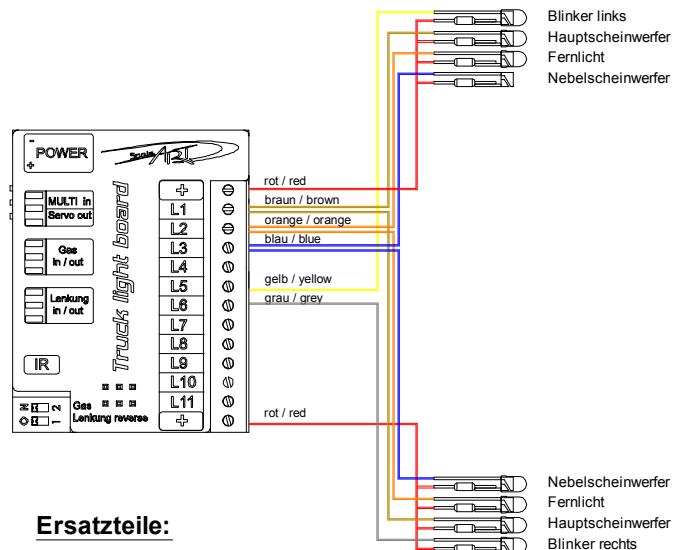 Blinker links
Hauptscheinwerfer
Fernlicht
Nebelscheinwerfer
-
+
POWER
Scale ART
MULTI in
Servo out
Gas
in / out
Lenkung
in / out
IR
Truck light board
+
L1
L2
L3
L4
L5
L6
L7
L8
L9
L10
L11
+
rot / red
braun / brown
orange / orange
blau / blue
gelb / yellow
grau / grey
rot / red
N 2
O 1
Gas
Lenkung reverse
Nebelscheinwerfer
Fernlicht
Hauptscheinwerfer
Blinker rechts
Ersatzteile: